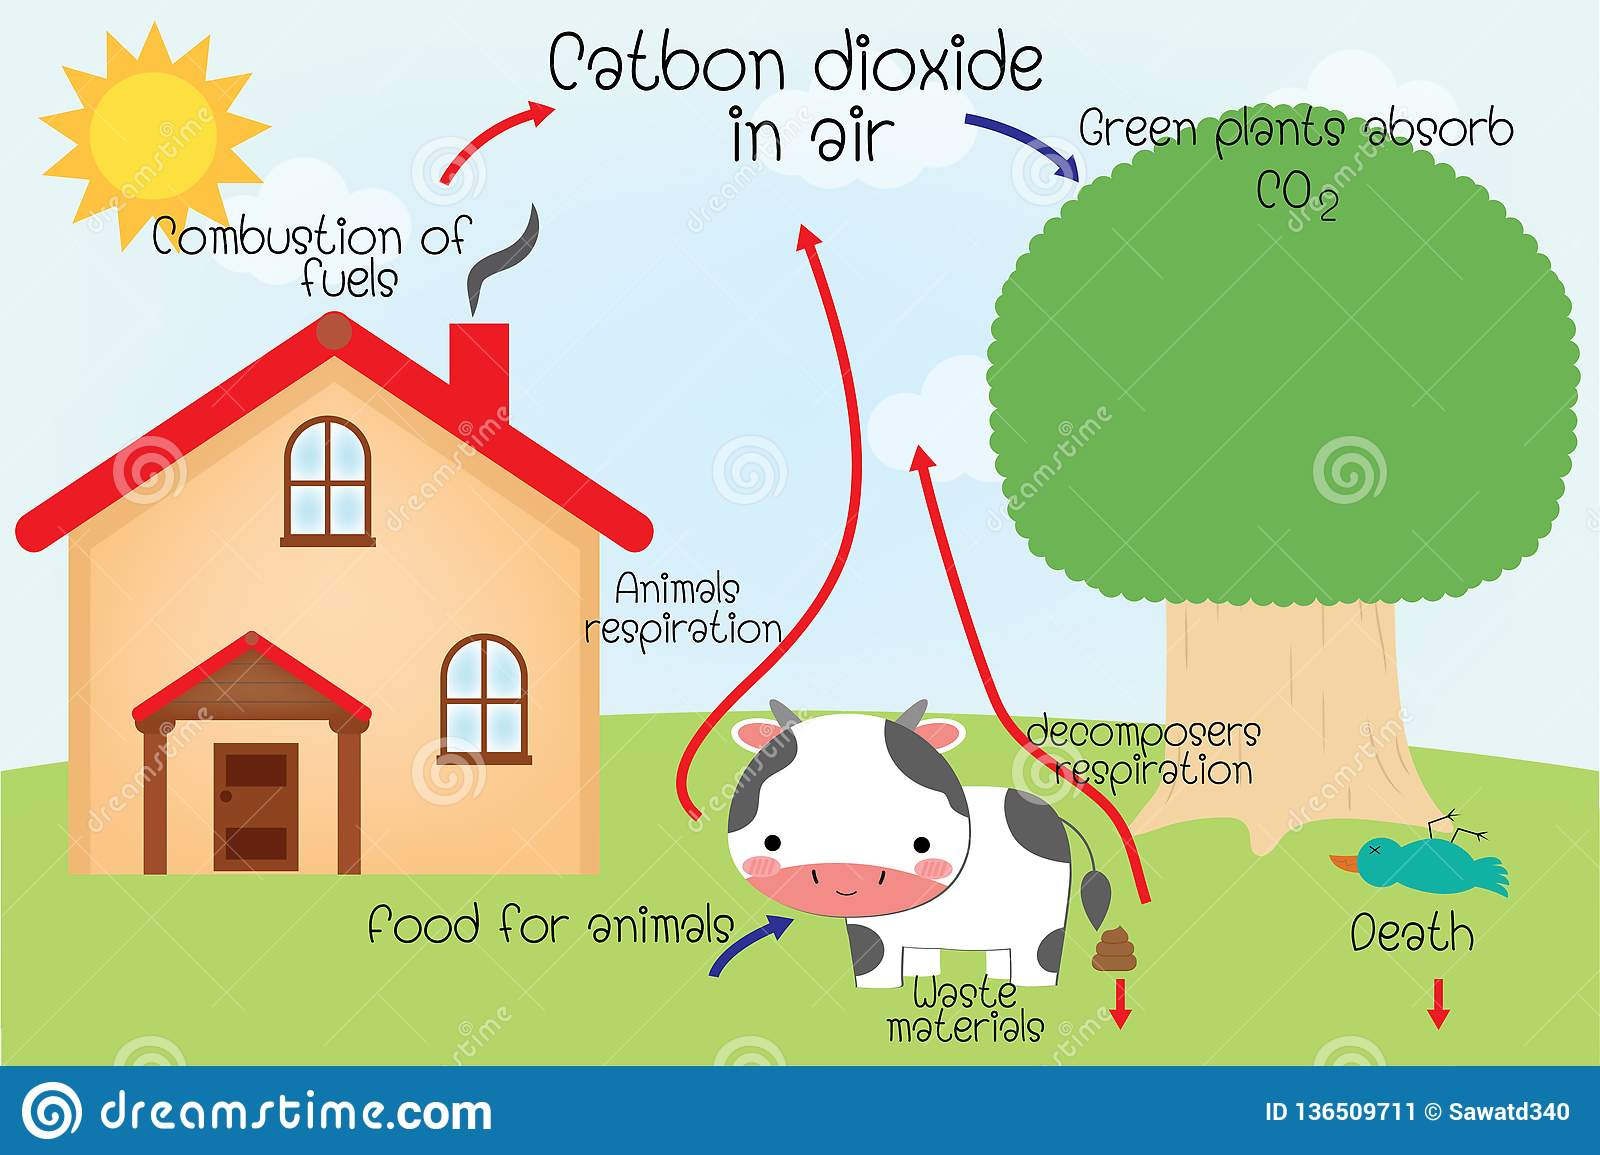 Catbon dioxide
in air
Green plants absorb
CO2
Combustion of
fuels
Animals
respiration
decomposers
respiration
Food for animals
Death
Waste
materials
dreamstime.com
ID 136509711 © Sawatd340